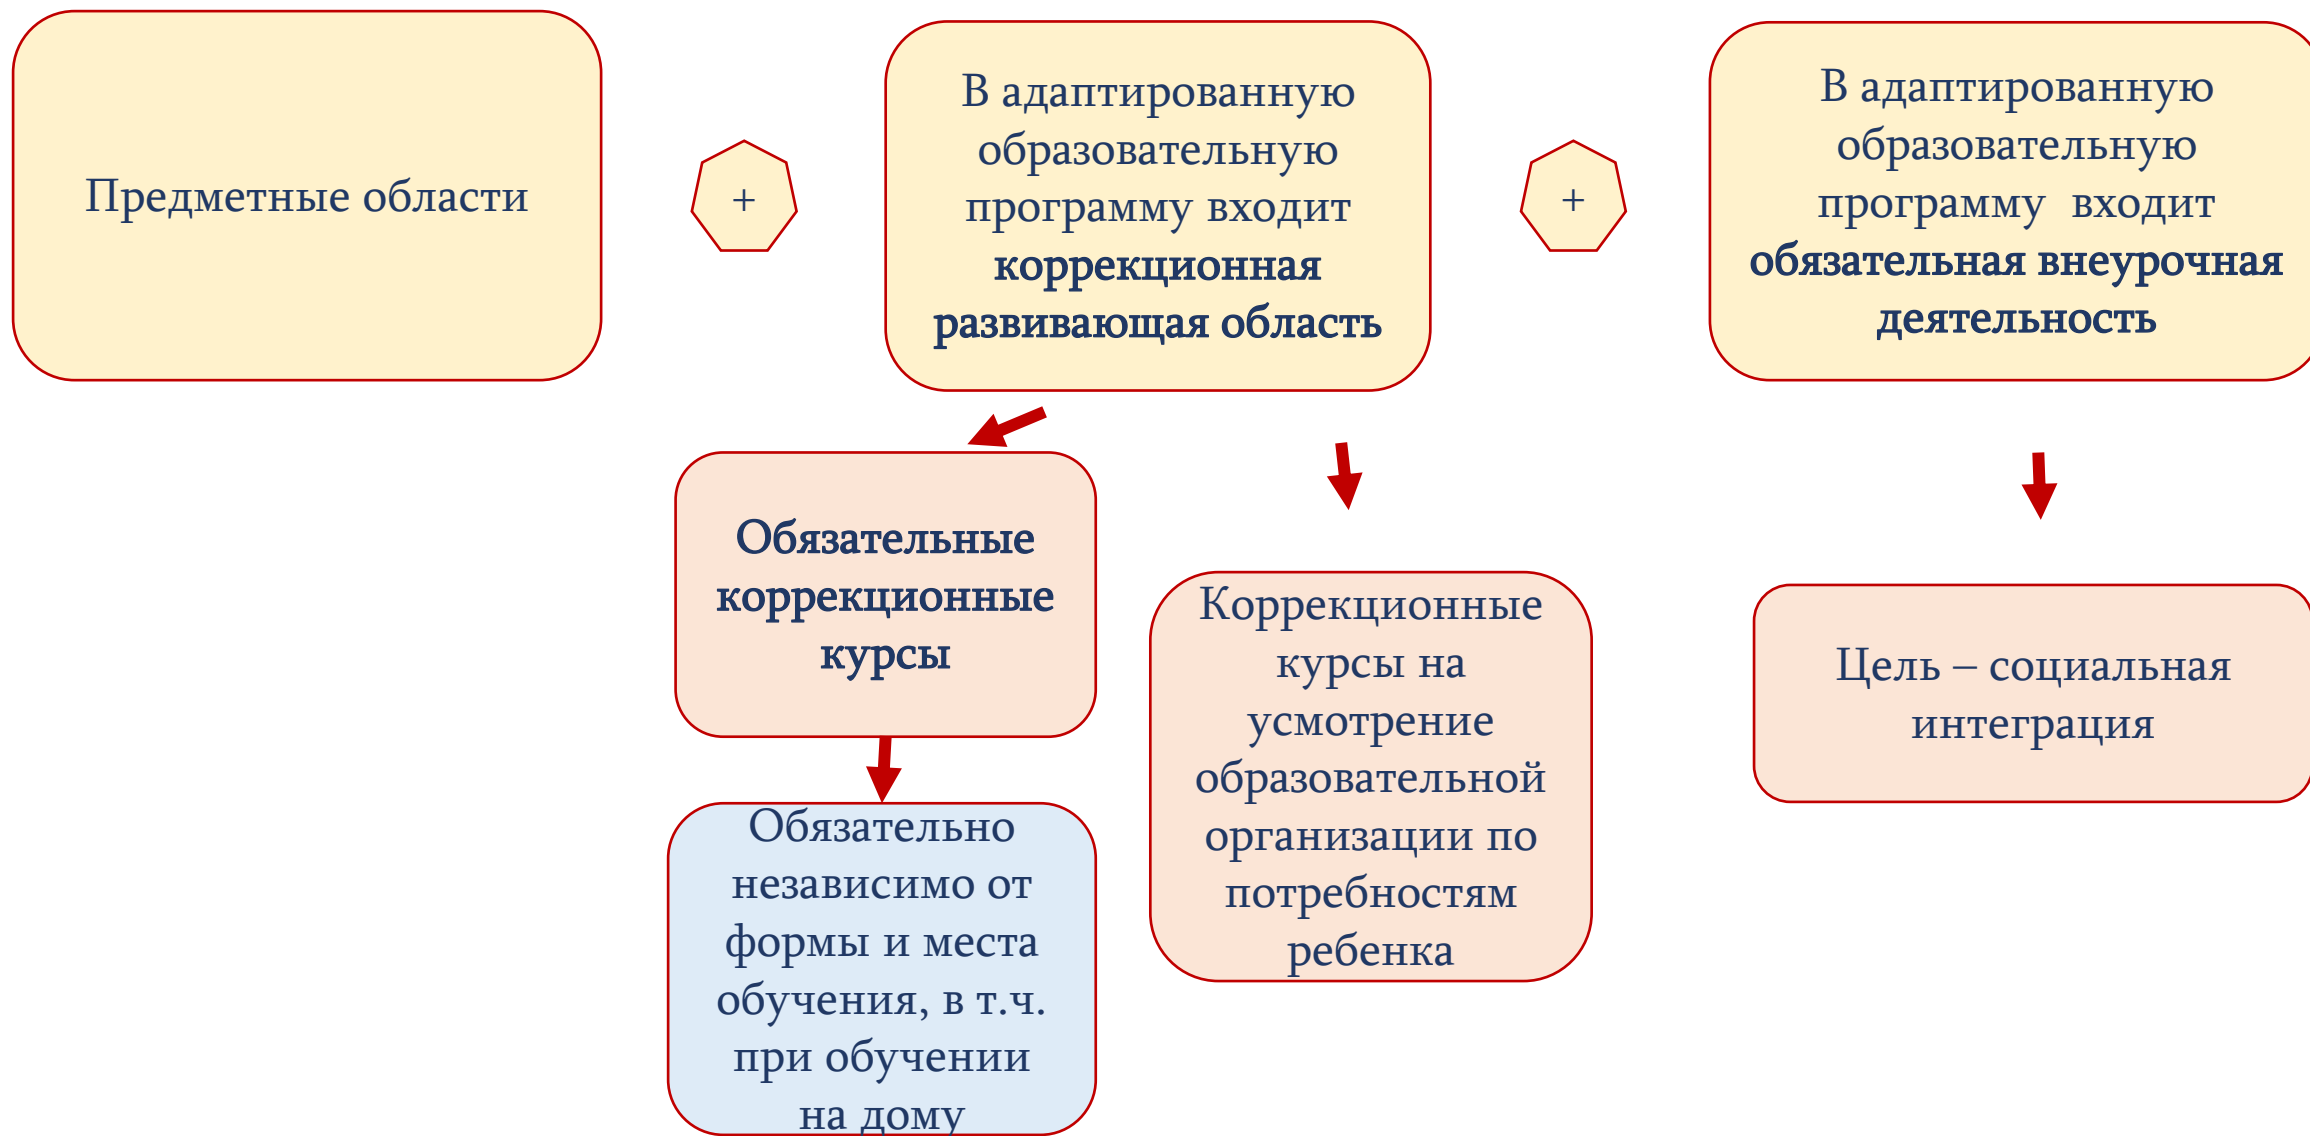 Предметные области
+
В адаптированную
образовательную
программу входит
коррекционная
развивающая область
+
В адаптированную
образовательную
программу  входит
обязательная внеурочная
деятельность
Обязательные
коррекционные
курсы
Обязательно
независимо от
формы и места
обучения, в т.ч.
при обучении
на дому
Коррекционные
курсы на
усмотрение
образовательной
организации по
потребностям
ребенка
Цель – социальная
интеграция